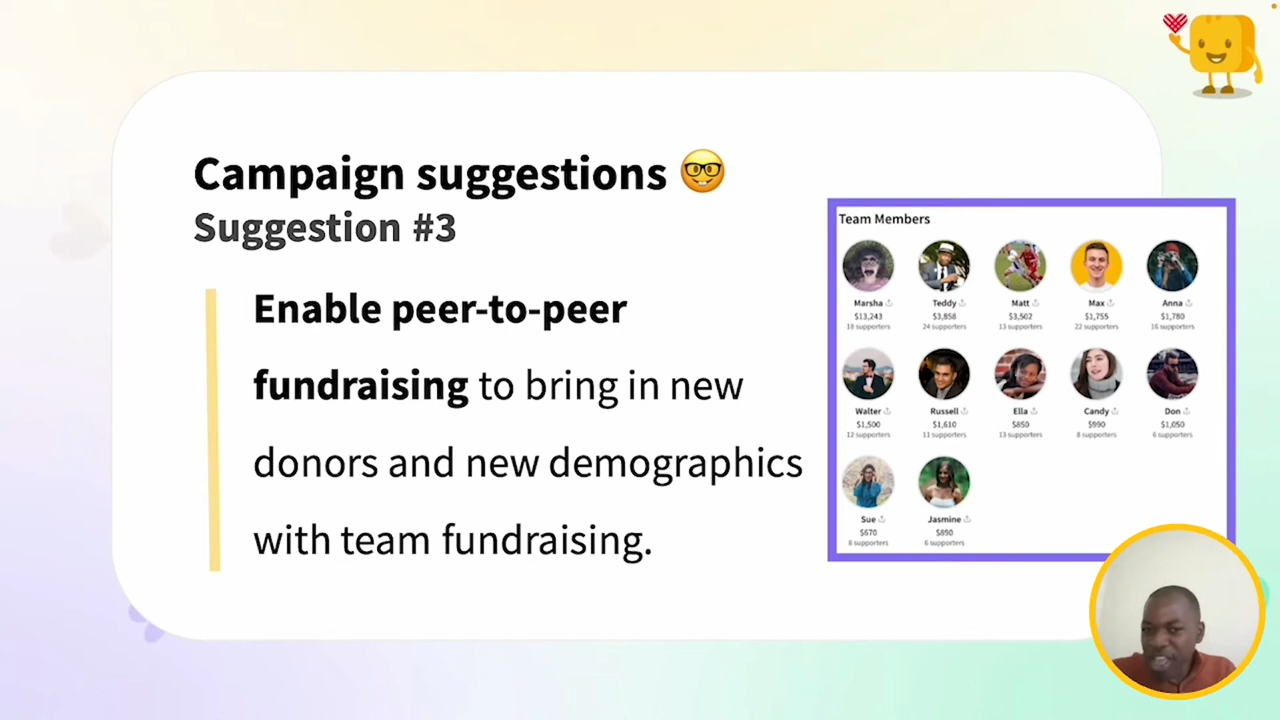 Campaign suggestions 🤓
Suggestion #3
Enable peer-to-peer
fundraising to bring in new
donors and new demographics
with team fundraising.
Team Members
Marsha Teddy Matt Max Anna
$13,243 $3,858 $3,502 $1,755 $1,780
18 supporters 24 supporters 13 supporters 22 supporters 16 supporters
Walter Russell Ella Candy Don
$1,500 $1,610 $850 $990 $1,050
12 supporters 11 supporters 13 supporters 8 supporters 6 supporters
Sue Jasmine
$670 $890
8 supporters 6 supporters